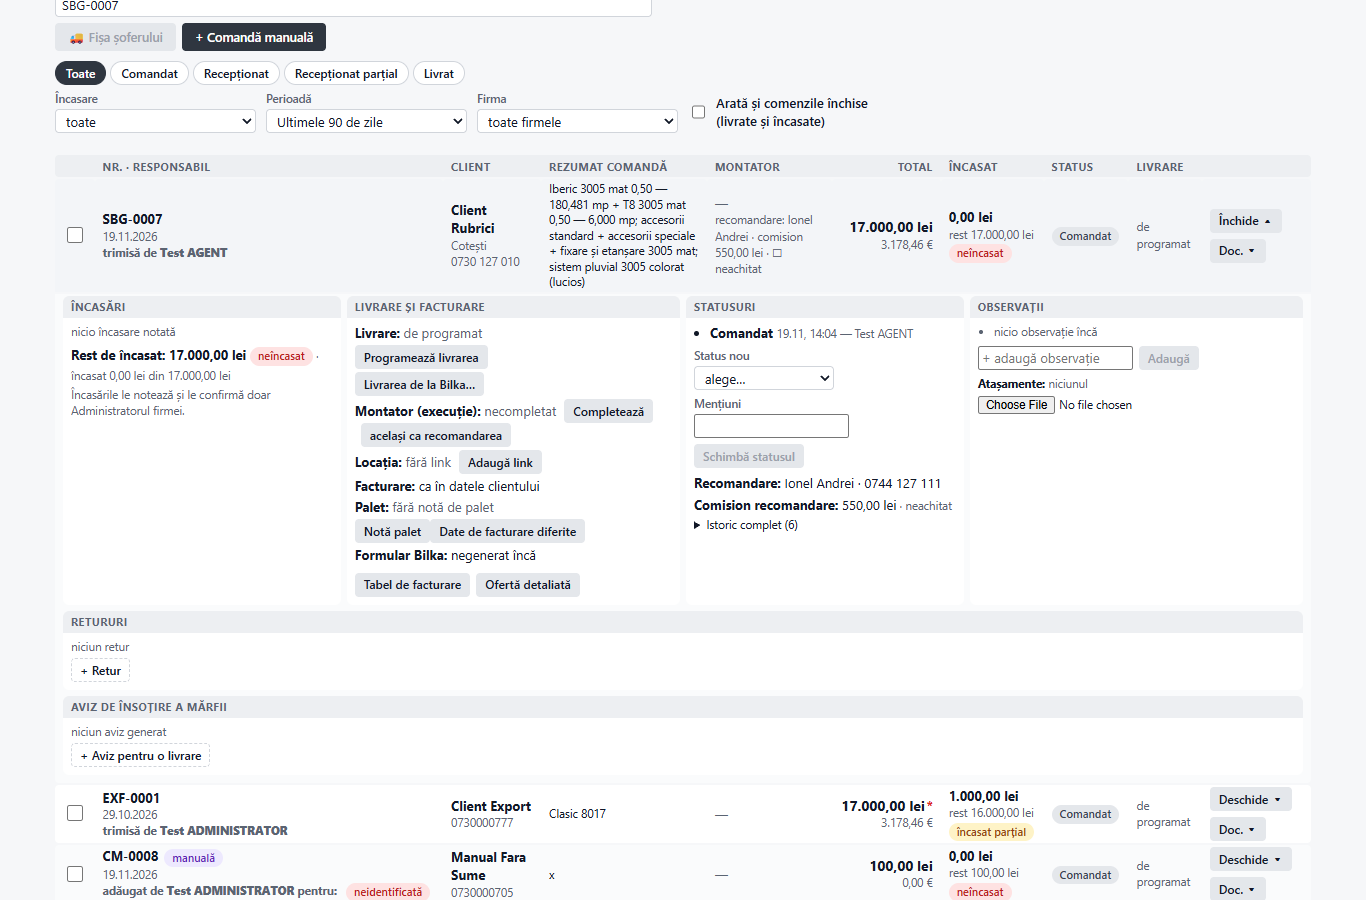 SBG-0007
🚚 Fișa șoferului
+ Comandă manuală
Toate
Comandat
Recepționat
Recepționat parțial
Livrat
Încasare
toate
Perioadă
Ultimele 90 de zile
Firma
toate firmele
Arată și comenzile închise
(livrate și încasate)
NR. · RESPONSABIL
CLIENT
REZUMAT COMANDĂ
MONTATOR
TOTAL
ÎNCASAT
STATUS
LIVRARE
SBG-0007
19.11.2026
trimisă de Test AGENT
Client
Rubrici
Cotești
0730 127 010
Iberic 3005 mat 0,50 —
180,481 mp + T8 3005 mat
0,50 — 6,000 mp; accesorii
standard + accesorii speciale
+ fixare și etanșare 3005 mat;
sistem pluvial 3005 colorat
(lucios)
—
recomandare: Ionel
Andrei · comision
550,00 lei · ☐
neachitat
17.000,00 lei
3.178,46 €
0,00 lei
rest 17.000,00 lei
neîncasat
Comandat
de
programat
Închide ▲
Doc. ▼
ÎNCASĂRI
nicio încasare notată
Rest de încasat: 17.000,00 lei neîncasat ·
încasat 0,00 lei din 17.000,00 lei
Încasările le notează și le confirmă doar
Administratorul firmei.
LIVRARE ȘI FACTURARE
Livrare: de programat
Programează livrarea
Livrarea de la Bilka...
Montator (execuție): necompletat Completează
același ca recomandarea
Locația: fără link Adaugă link
Facturare: ca în datele clientului
Palet: fără notă de palet
Notă palet Date de facturare diferite
Formular Bilka: negenerat încă
Tabel de facturare Ofertă detaliată
STATUSURI
• Comandat 19.11, 14:04 — Test AGENT
Status nou
alege...
Mențiuni
Schimbă statusul
Recomandare: Ionel Andrei · 0744 127 111
Comision recomandare: 550,00 lei · neachitat
▶ Istoric complet (6)
OBSERVAȚII
• nicio observație încă
+ adaugă observație
Adaugă
Atașamente: niciunul
Choose File No file chosen
RETURURI
niciun retur
+ Retur
AVIZ DE ÎNSOȚIRE A MĂRFII
niciun aviz generat
+ Aviz pentru o livrare
EXF-0001
29.10.2026
trimisă de Test ADMINISTRATOR
Client Export
0730000777
Clasic 8017
—
17.000,00 lei*
3.178,46 €
1.000,00 lei
rest 16.000,00 lei
încasat parțial
Comandat
de
programat
Deschide ▼
Doc. ▼
CM-0008 manuală
19.11.2026
adăugat de Test ADMINISTRATOR pentru: neidentificată
Manual Fara
Sume
0730000705
x
—
100,00 lei
0,00 €
0,00 lei
rest 100,00 lei
neîncasat
Comandat
de
programat
Deschide ▼
Doc. ▼